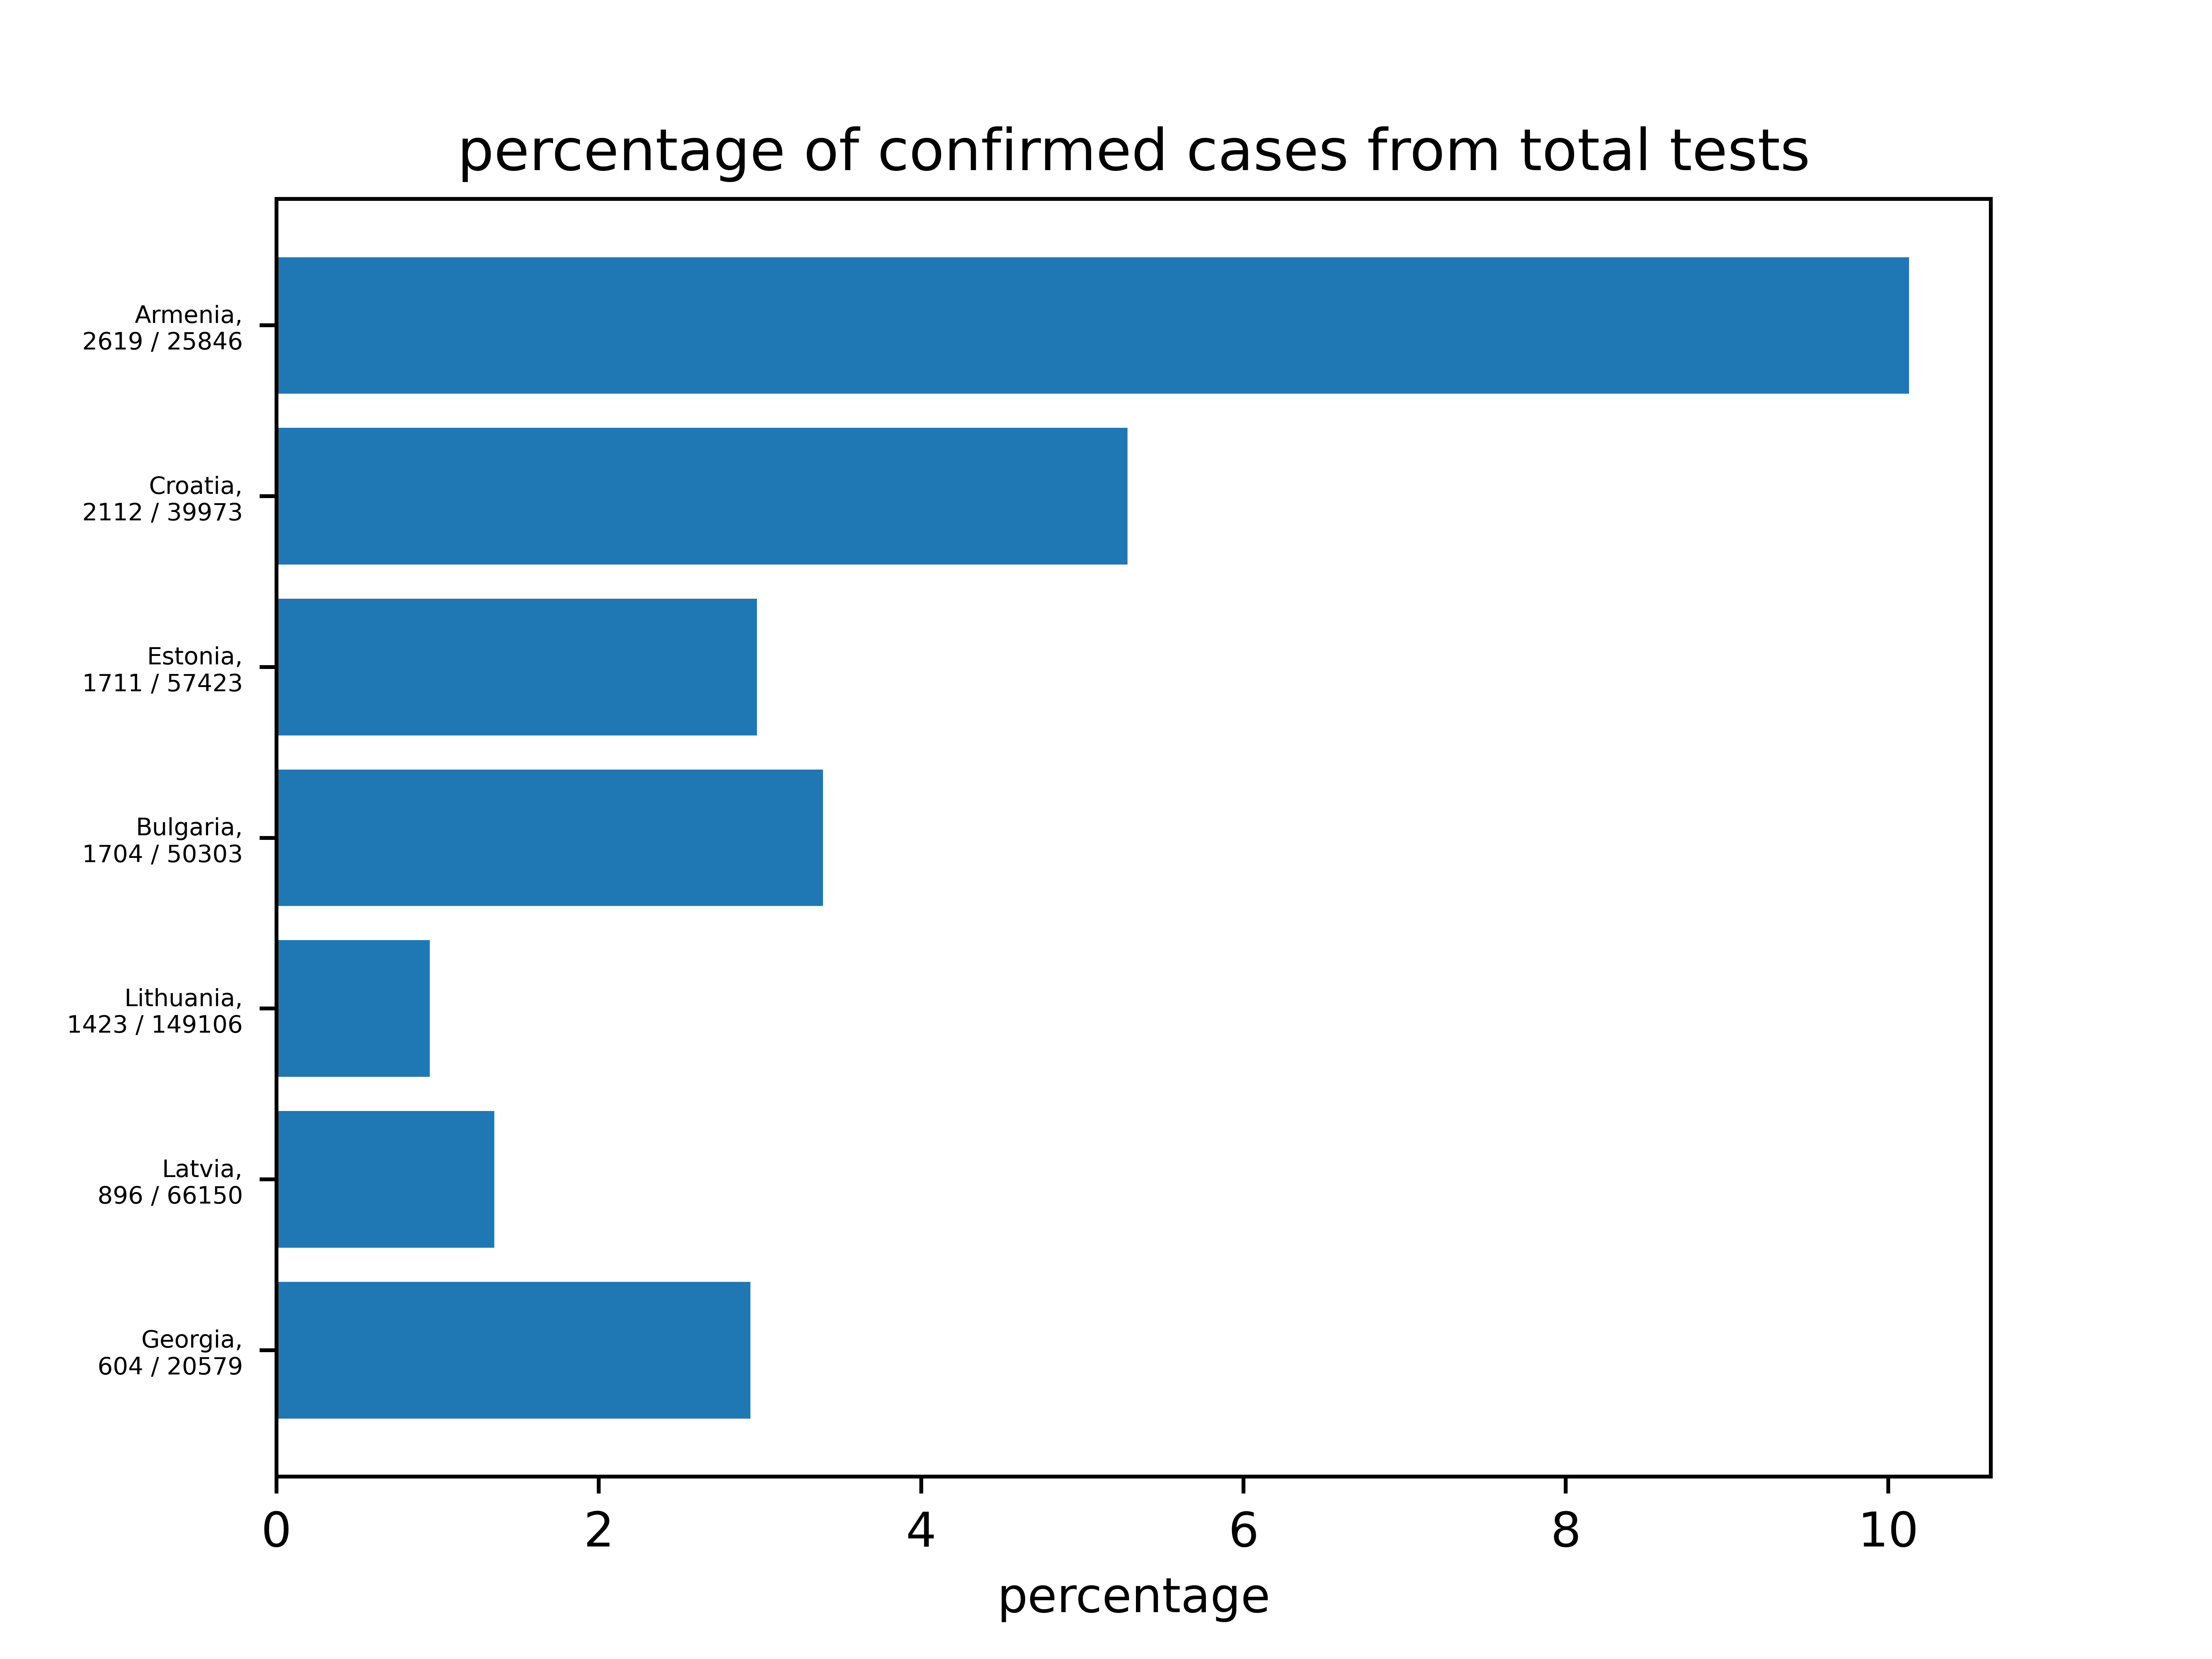 percentage of confirmed cases from total tests
Armenia,
2619 / 25846
Croatia,
2112 / 39973
Estonia,
1711 / 57423
Bulgaria,
1704 / 50303
Lithuania,
1423 / 149106
Latvia,
896 / 66150
Georgia,
604 / 20579
0 2 4 6 8 10
percentage